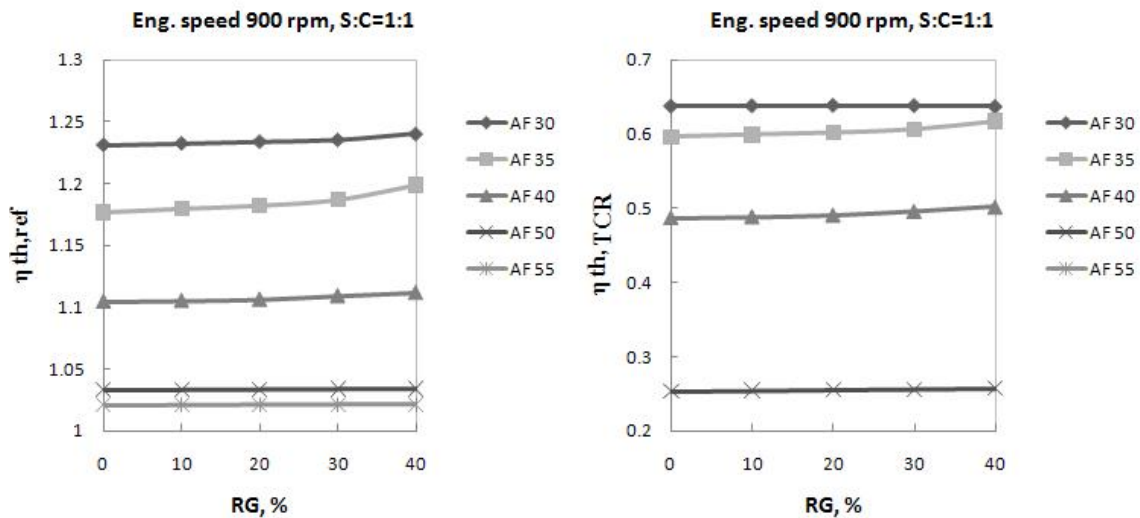 Eng. speed 900 rpm, S:C=1:1
1.3
1.25
1.2
1.15
1.1
1.05
1
η th,ref
0 10 20 30 40
RG, %
AF 30
AF 35
AF 40
AF 50
AF 55
Eng. speed 900 rpm, S:C=1:1
0.7
0.6
0.5
0.4
0.3
0.2
η th, TCR
0 10 20 30 40
RG, %
AF 30
AF 35
AF 40
AF 50
AF 55